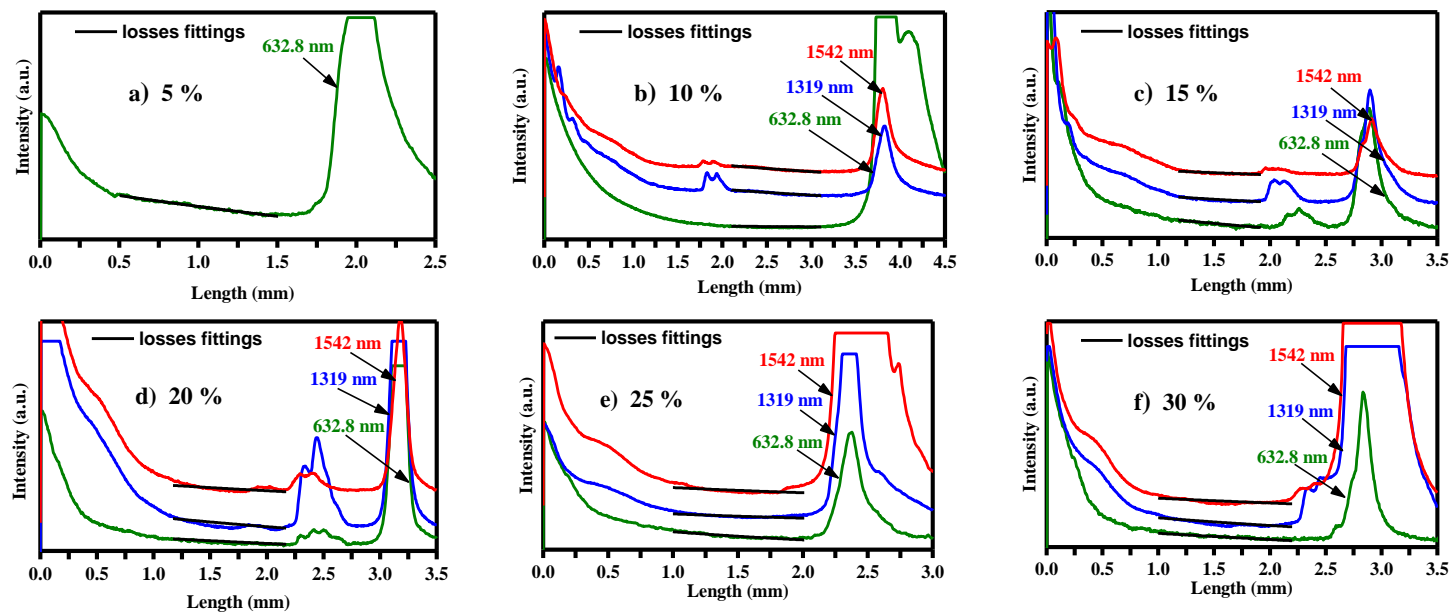 losses fittings
632.8 nm
a) 5 %
Intensity (a.u.)
0.0 0.5 1.0 1.5 2.0 2.5
Length (mm)
losses fittings
1542 nm
b) 10 %
1319 nm
632.8 nm
Intensity (a.u.)
0.0 0.5 1.0 1.5 2.0 2.5 3.0 3.5 4.0 4.5
Length (mm)
losses fittings
1542 nm
c) 15 %
1319 nm
632.8 nm
Intensity (a.u.)
0.0 0.5 1.0 1.5 2.0 2.5 3.0 3.5
Length (mm)
losses fittings
1542 nm
1319 nm
d) 20 %
632.8 nm
Intensity (a.u.)
0.0 0.5 1.0 1.5 2.0 2.5 3.0 3.5
Length (mm)
losses fittings
1542 nm
e) 25 %
1319 nm
632.8 nm
Intensity (a.u.)
0.0 0.5 1.0 1.5 2.0 2.5 3.0
Length (mm)
losses fittings
1542 nm
f) 30 %
1319 nm
632.8 nm
Intensity (a.u.)
0.0 0.5 1.0 1.5 2.0 2.5 3.0 3.5
Length (mm)